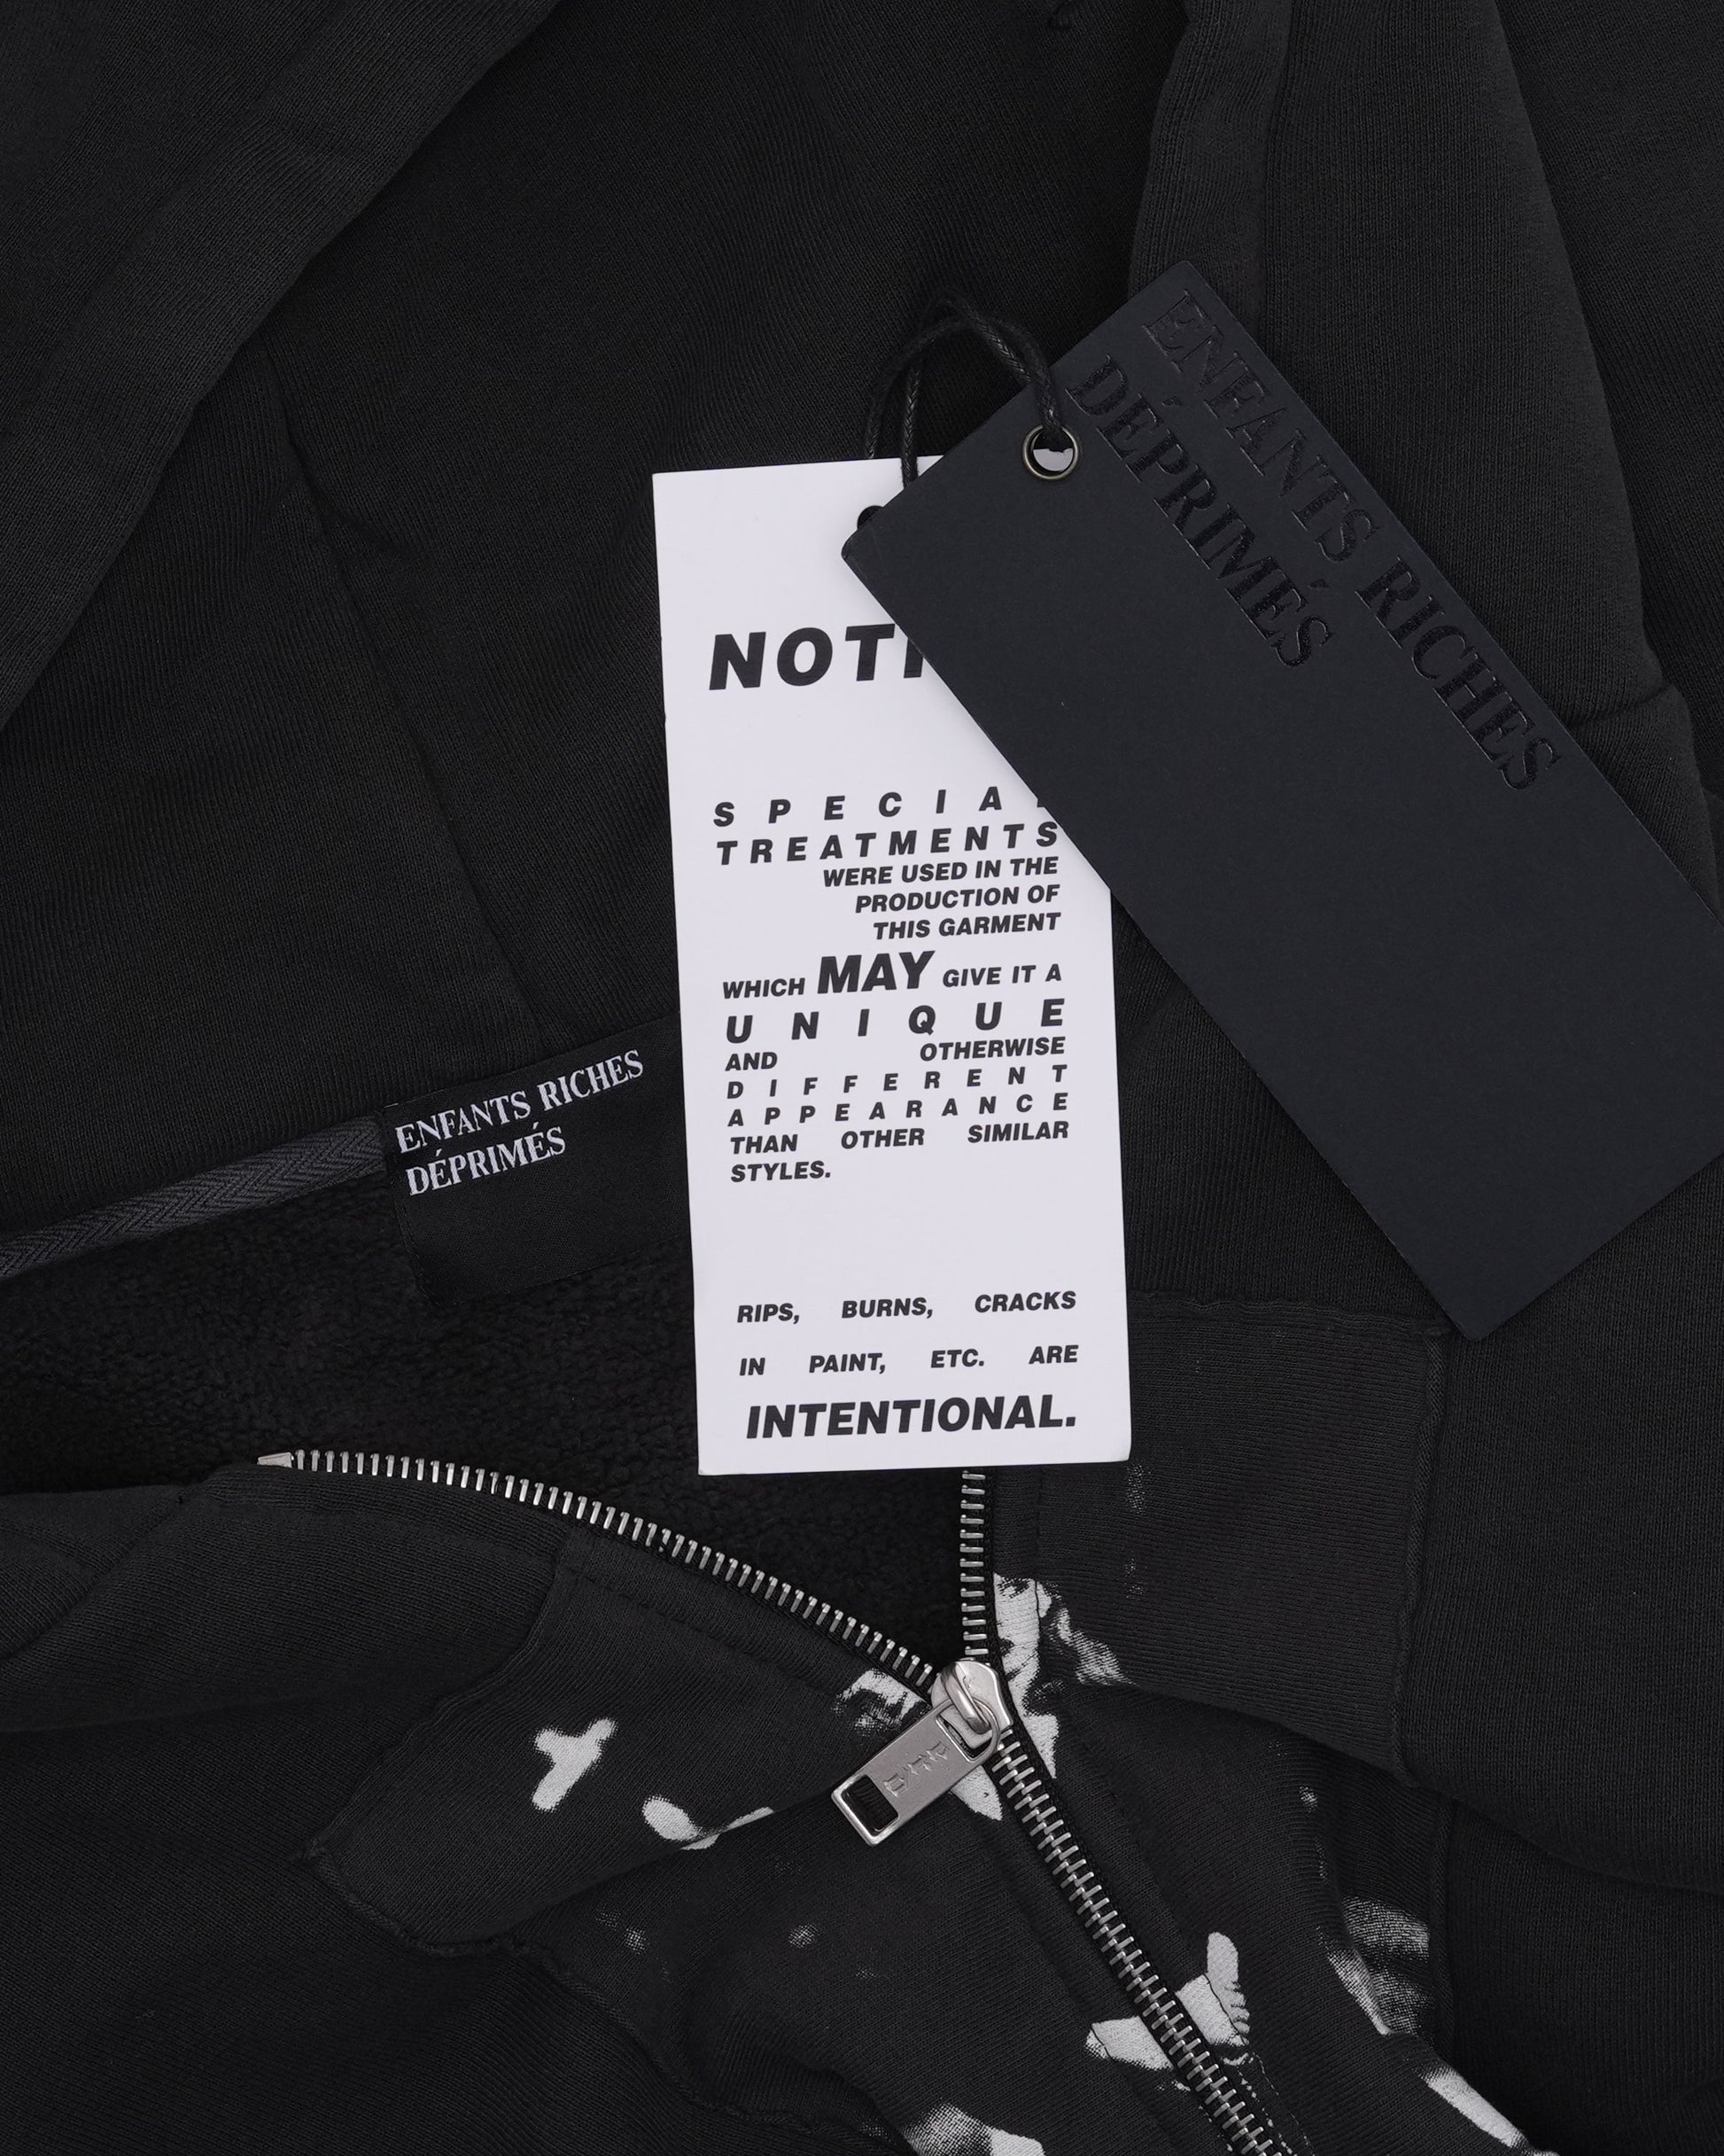 ENFANTS RICHES
DÉPRIMÉS
NOTI
SPECIA
TREATMENTS
WERE USED IN THE
PRODUCTION OF
THIS GARMENT
WHICH MAY GIVE IT A
UNIQUE
AND OTHERWISE
DIFFERENT
APPEARANCE
THAN OTHER SIMILAR
STYLES.
RIPS, BURNS, CRACKS
IN PAINT, ETC. ARE
INTENTIONAL.
ENFANTS RICHES
DÉPRIMÉS